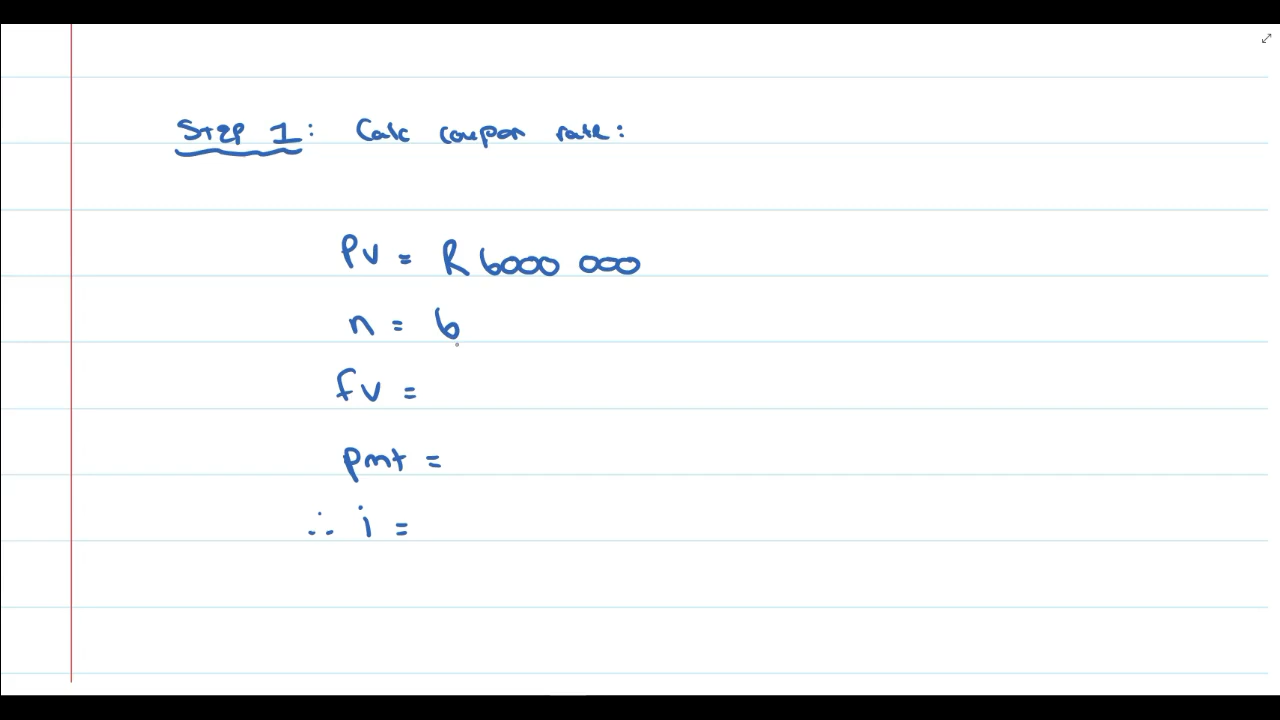 Step 1: Calc coupon rate:
PV = R 6000 000
n = 6
fv =
pmt =
∴ i =